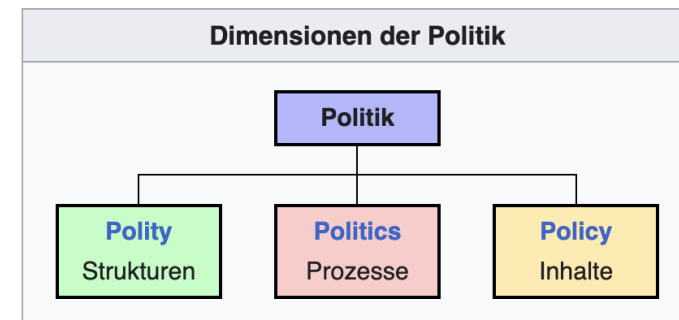 Dimensionen der Politik
Politik
Polity
Strukturen
Politics
Prozesse
Policy
Inhalte